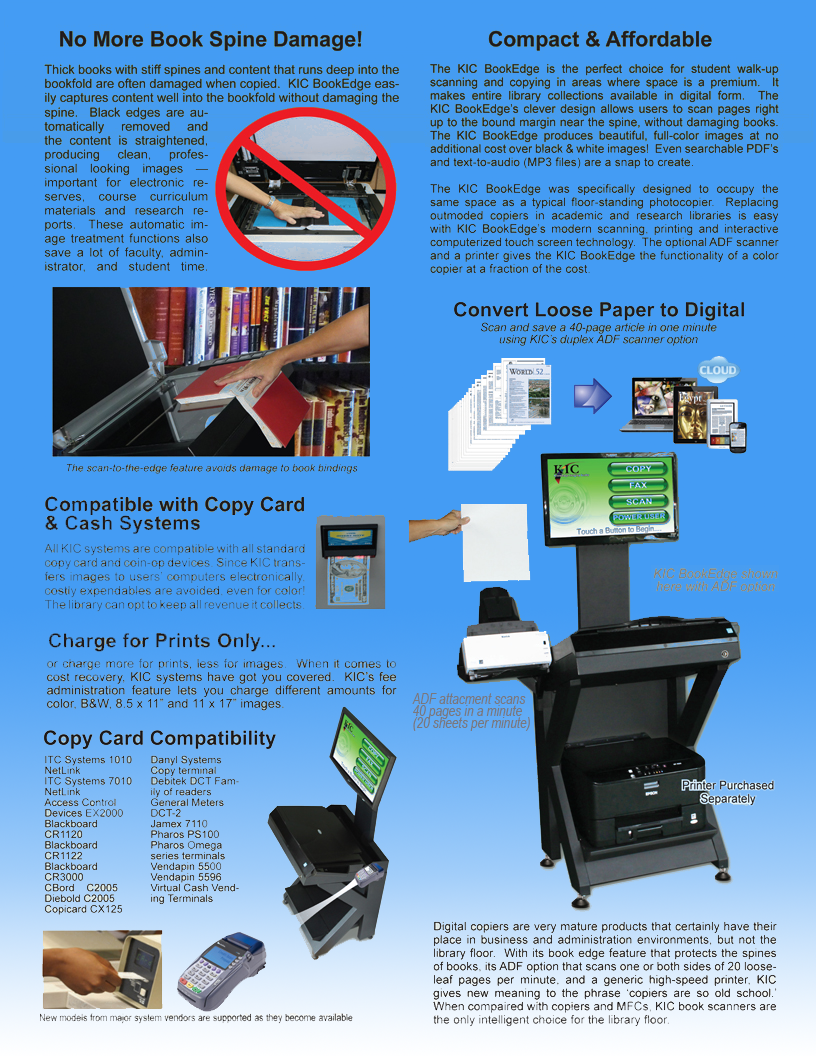 No More Book Spine Damage!
Thick books with stiff spines and content that runs deep into the
bookfold are often damaged when copied. KIC BookEdge eas-
ily captures content well into the bookfold without damaging the
spine. Black edges are au-
tomatically removed and
the content is straightened,
producing clean, profes-
sional looking images —
important for electronic re-
serves, course curriculum
materials and research re-
ports. These automatic im-
age treatment functions also
save a lot of faculty, admin-
istrator, and student time.
The scan-to-the-edge feature avoids damage to book bindings
Compatible with Copy Card
& Cash Systems
All KIC systems are compatible with all standard
copy card and coin-op devices. Since KIC trans-
fers images to users' computers electronically,
costly expendables are avoided, even for color!
The library can opt to keep all revenue it collects.
Charge for Prints Only...
or charge more for prints, less for images. When it comes to
cost recovery, KIC systems have got you covered. KIC's fee
administration feature lets you charge different amounts for
color, B&W, 8.5 x 11" and 11 x 17" images.
Copy Card Compatibility
ITC Systems 1010
NetLink
ITC Systems 7010
NetLink
Access Control
Devices EX2000
Blackboard
CR1120
Blackboard
CR1122
Blackboard
CR3000
CBord C2005
Diebold C2005
Copicard CX125
Danyl Systems
Copy terminal
Debitek DCT Fam-
ily of readers
General Meters
DCT-2
Jamex 7110
Pharos PS100
Pharos Omega
series terminals
Vendapin 5500
Vendapin 5596
Virtual Cash Vend-
ing Terminals
KIC
New models from major system vendors are supported as they become available
Compact & Affordable
The KIC BookEdge is the perfect choice for student walk-up
scanning and copying in areas where space is a premium. It
makes entire library collections available in digital form. The
KIC BookEdge's clever design allows users to scan pages right
up to the bound margin near the spine, without damaging books.
The KIC BookEdge produces beautiful, full-color images at no
additional cost over black & white images! Even searchable PDF's
and text-to-audio (MP3 files) are a snap to create.
The KIC BookEdge was specifically designed to occupy the
same space as a typical floor-standing photocopier. Replacing
outmoded copiers in academic and research libraries is easy
with KIC BookEdge's modern scanning, printing and interactive
computerized touch screen technology. The optional ADF scanner
and a printer gives the KIC BookEdge the functionality of a color
copier at a fraction of the cost.
Convert Loose Paper to Digital
Scan and save a 40-page article in one minute
using KIC's duplex ADF scanner option
WORLD 52
CLOUD
Egypt
KIC
COPY
FAX
SCAN
POWER USER
Touch a Button to Begin....
KIC BookEdge shown
here with ADF option
ADF attacment scans
40 pages in a minute
(20 sheets per minute)
EPSON
Printer Purchased
Separately
Digital copiers are very mature products that certainly have their
place in business and administration environments, but not the
library floor. With its book edge feature that protects the spines
of books, its ADF option that scans one or both sides of 20 loose-
leaf pages per minute, and a generic high-speed printer, KIC
gives new meaning to the phrase 'copiers are so old school.'
When compaired with copiers and MFCs, KIC book scanners are
the only intelligent choice for the library floor.